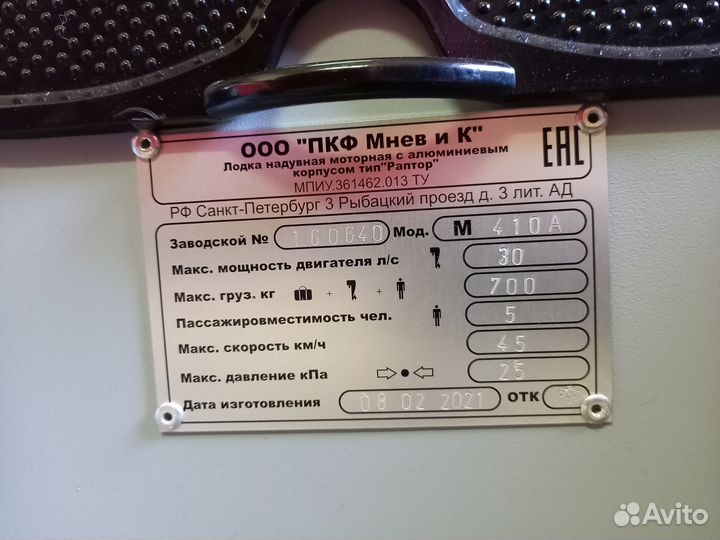 ООО "ПКФ Мнев и К"
Лодка надувная моторная с алюминиевым
корпусом тип"Раптор"
МПИУ.361462.013 ТУ
ЕАС
РФ Санкт-Петербург 3 Рыбацкий проезд д. 3 лит. АД
Заводской № 160640 Мод. М 410А
Макс. мощность двигателя л/с 30
Макс. груз. кг + + 700
Пассажировместимость чел. 5
Макс. скорость км/ч 45
Макс. давление кПа 25
Дата изготовления 08 02 2021 ОТК
Avito